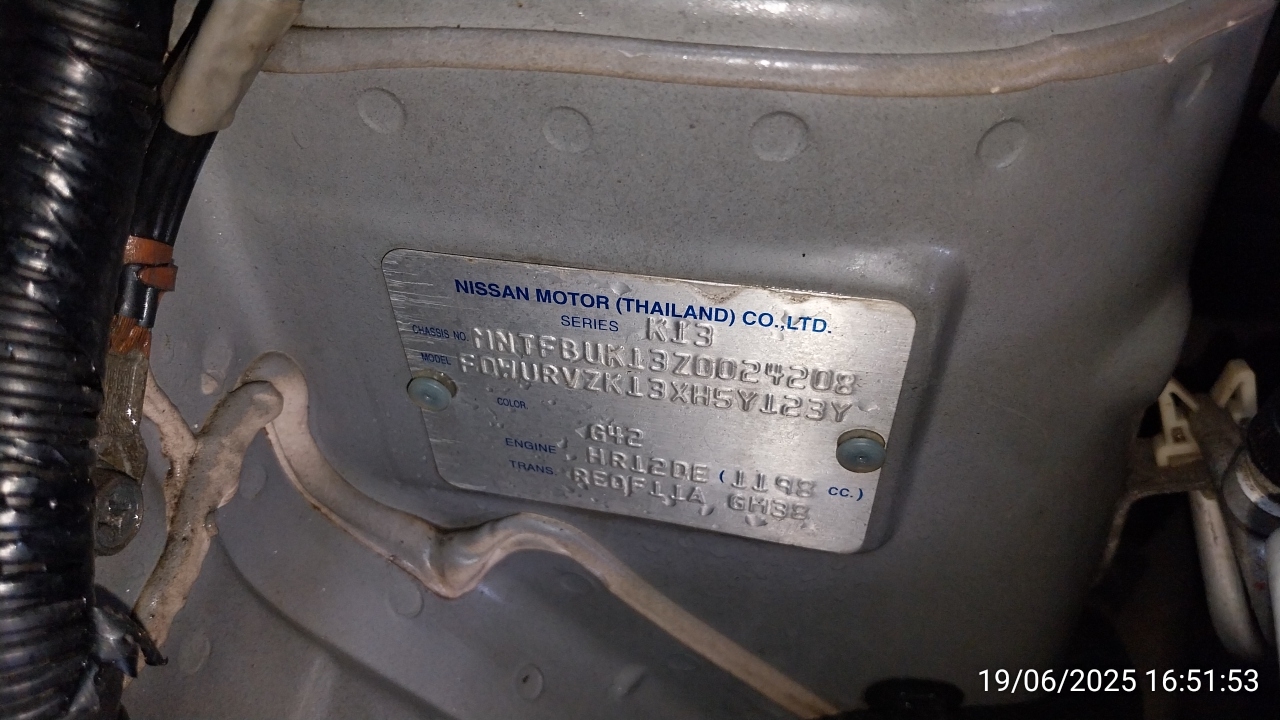 NISSAN MOTOR (THAILAND) CO.,LTD.
SERIES K13
CHASSIS NO. MNTFBUK13Z0024208
MODEL FDWURVZK13XH5Y123Y
COLOR.
G42
ENGINE HR12DE (1198 cc.)
TRANS. RE0F11A GM38
19/06/2025 16:51:53